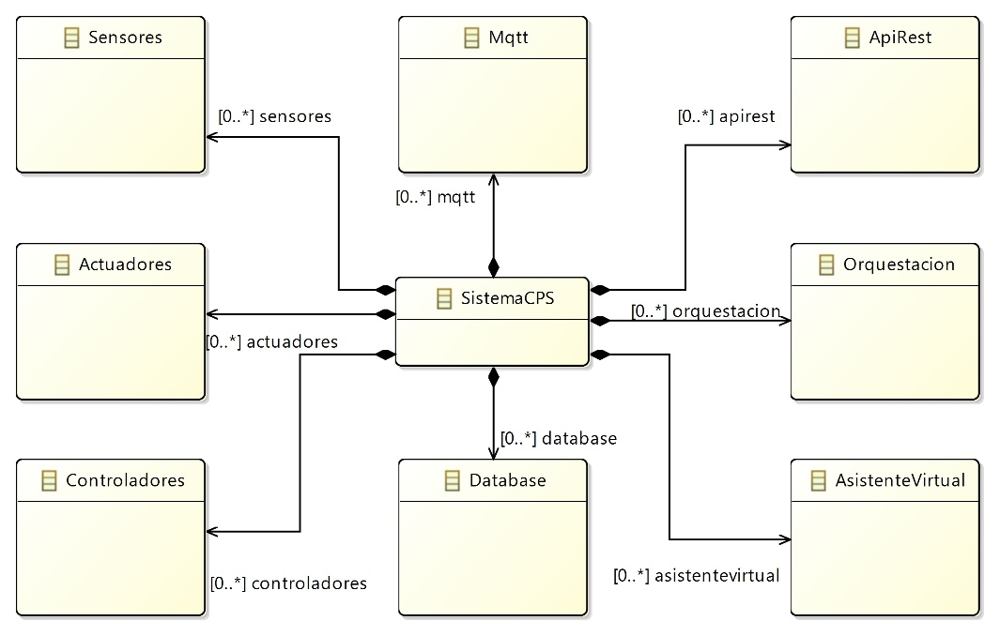 Sensores
Mqtt
ApiRest
[0..*] sensores
[0..*] apirest
[0..*] mqtt
Actuadores
Orquestacion
SistemaCPS
[0..*] orquestacion
[0..*] actuadores
[0..*] database
Controladores
Database
AsistenteVirtual
[0..*] controladores
[0..*] asistentevirtual